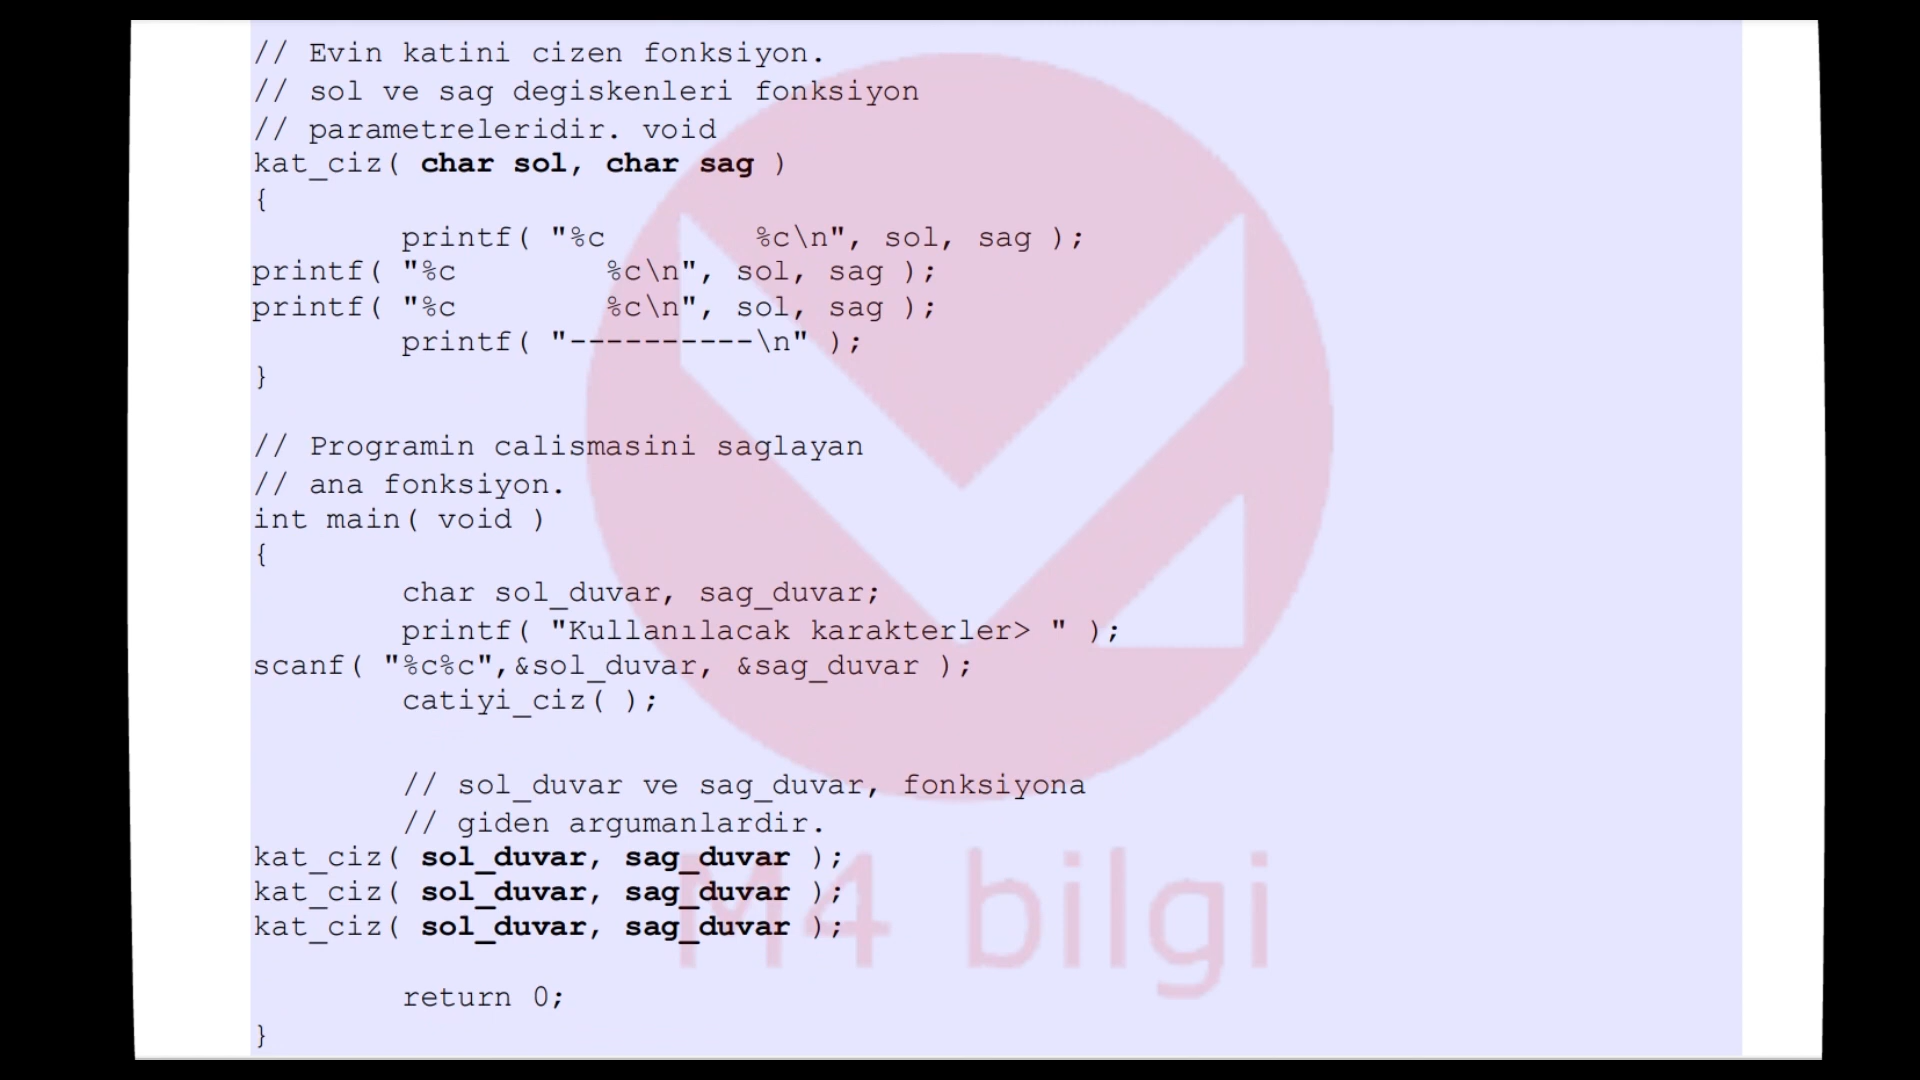 // Evin katini cizen fonksiyon.
// sol ve sag degiskenleri fonksiyon
// parametreleridir. void
kat_ciz( char sol, char sag )
{
        printf( "%c        %c\n", sol, sag );
printf( "%c        %c\n", sol, sag );
printf( "%c        %c\n", sol, sag );
        printf( "----------\n" );
}
// Programin calismasini saglayan
// ana fonksiyon.
int main( void )
{
        char sol_duvar, sag_duvar;
        printf( "Kullanılacak karakterler> " );
scanf( "%c%c",&sol_duvar, &sag_duvar );
        catiyi_ciz( );
        // sol_duvar ve sag_duvar, fonksiyona
        // giden argumanlardir.
kat_ciz( sol_duvar, sag_duvar );
kat_ciz( sol_duvar, sag_duvar );
kat_ciz( sol_duvar, sag_duvar );
M4 bilgi
        return 0;
}